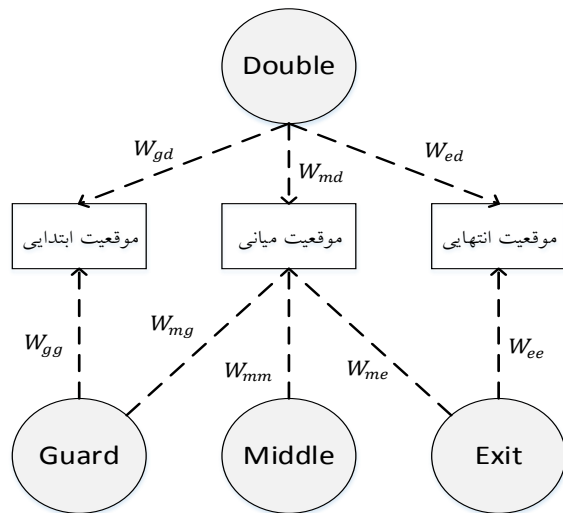 Double
W_gd
W_md
W_ed
موقعیت ابتدایی
موقعیت میانی
موقعیت انتهایی
W_gg
W_mg
W_mm
W_me
W_ee
Guard
Middle
Exit